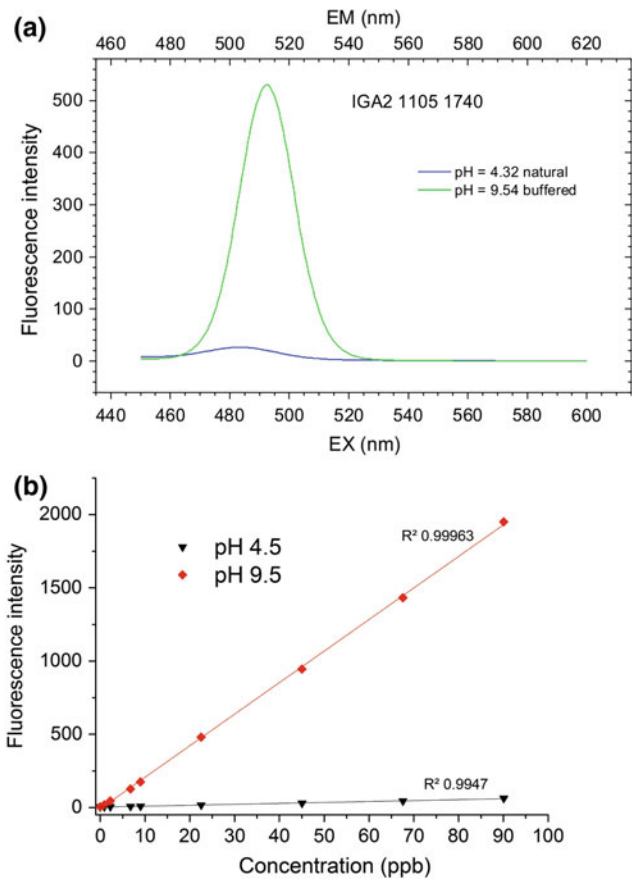 (a)
EM (nm)
460 480 500 520 540 560 580 600 620
Fluorescence intensity
500
400
300
200
100
0
IGA2 1105 1740
pH = 4.32 natural
pH = 9.54 buffered
440 460 480 500 520 540 560 580 600
EX (nm)
(b)
Fluorescence intensity
2000
1500
1000
500
0
pH 4.5
pH 9.5
R² 0.99963
R² 0.9947
0 10 20 30 40 50 60 70 80 90 100
Concentration (ppb)